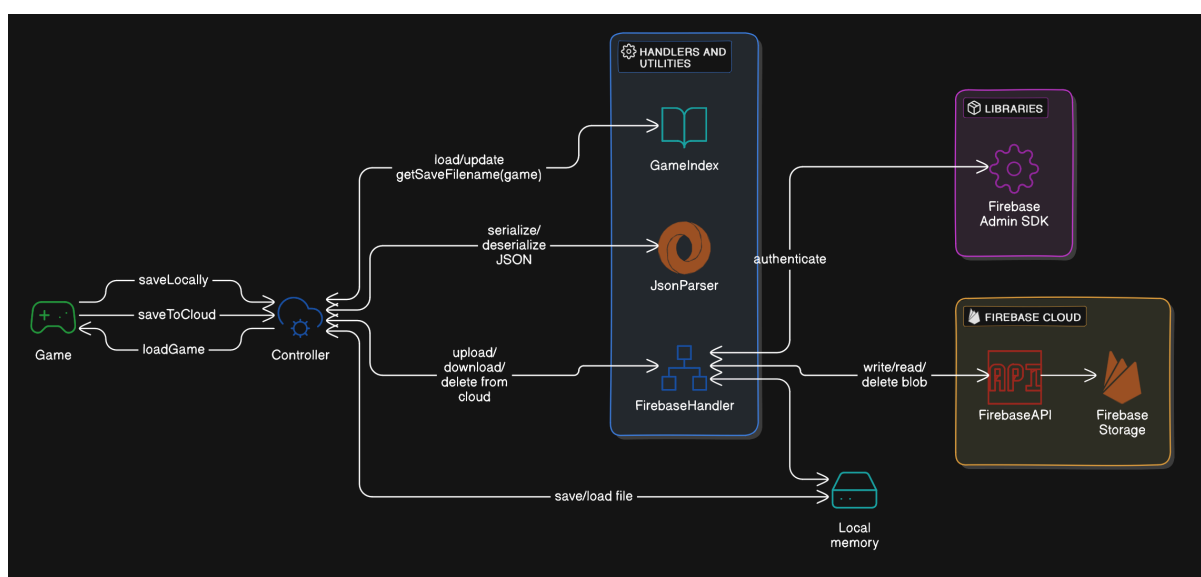 HANDLERS AND
UTILITIES
GameIndex
load/update
getSaveFilename(game)
serialize/
deserialize
JSON
JsonParser
LIBRARIES
Firebase
Admin SDK
authenticate
saveLocally
saveToCloud
loadGame
Game
Controller
upload/
download/
delete from
cloud
FirebaseHandler
write/read/
delete blob
FIREBASE CLOUD
API
FirebaseAPI
Firebase
Storage
save/load file
Local
memory